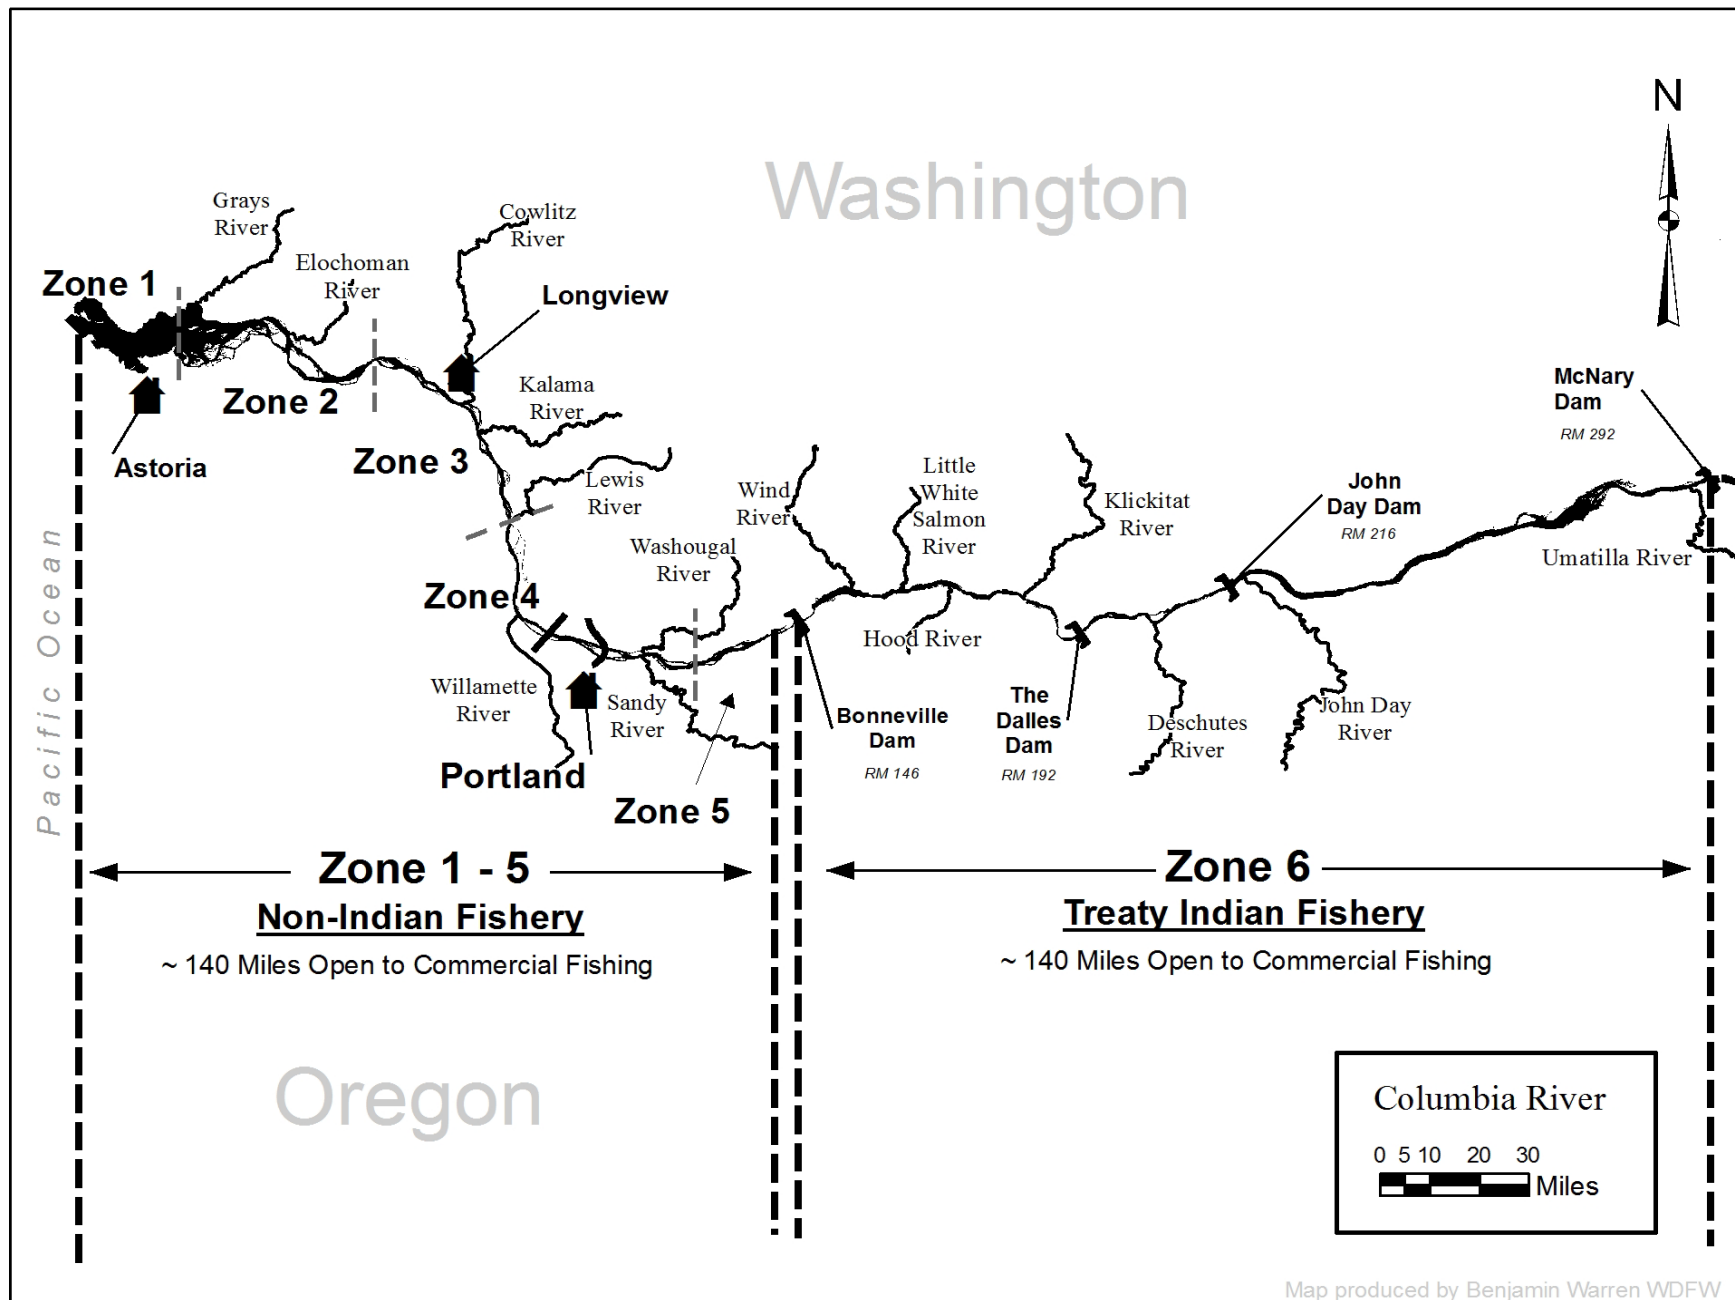 N
Washington
Grays
River
Cowlitz
River
Elochoman
River
Zone 1
Longview
Zone 2
Kalama
River
Astoria
Zone 3
Lewis
River
Wind
River
Little
White
Salmon
River
Klickitat
River
John
Day Dam
RM 216
McNary
Dam
RM 292
Umatilla River
Washougal
River
Zone 4
Hood River
Pacific Ocean
Willamette
River
Sandy
River
Portland
Zone 5
Bonneville
Dam
RM 146
The
Dalles
Dam
RM 192
Deschutes
River
John Day
River
Zone 1 - 5
Non-Indian Fishery
~ 140 Miles Open to Commercial Fishing
Zone 6
Treaty Indian Fishery
~ 140 Miles Open to Commercial Fishing
Oregon
Columbia River
0 5 10 20 30
Miles
Map produced by Benjamin Warren WDFW